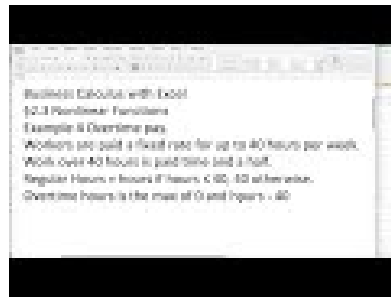 Business Calculus with Excel
§2.3 Nonlinear Functions
Example 4 Overtime pay.
Workers are paid a fixed rate for up to 40 hours per week.
Work over 40 hours is paid time and a half.
Regular Hours = hours if hours < 40, 40 otherwise.
Overtime hours is the max of 0 and hours - 40